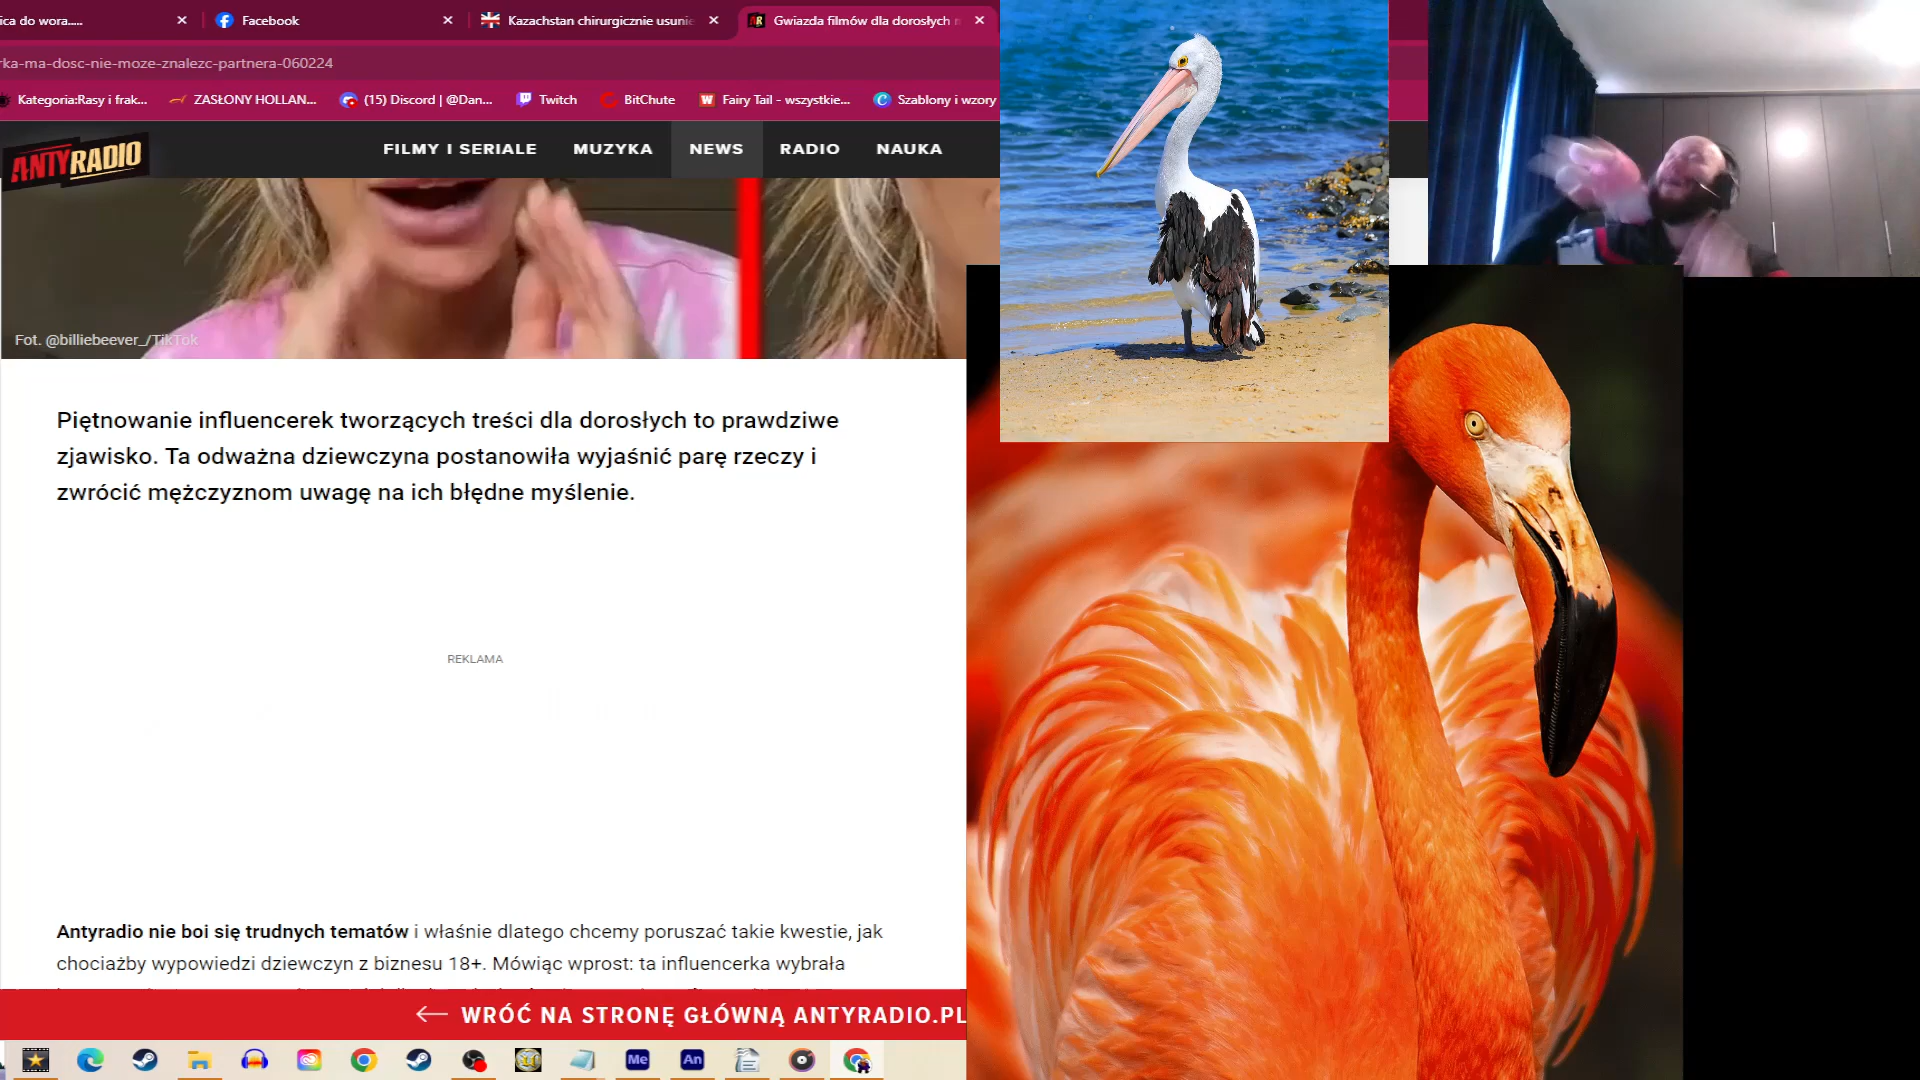 ica do wora.....
Facebook
Kazachstan chirurgicznie usunie
Gwiazda filmów dla dorosłych
rka-ma-dosc-nie-moze-znalezc-partnera-060224
Kategoria:Rasy i frak...
ZASŁONY HOLLAN...
(15) Discord | @Dan...
Twitch
BitChute
Fairy Tail - wszystkie...
Szablony i wzory
ANTYRADIO
FILMY I SERIALE
MUZYKA
NEWS
RADIO
NAUKA
Fot. @billiebeever_/TikTok
Piętnowanie influencerek tworzących treści dla dorosłych to prawdziwe
zjawisko. Ta odważna dziewczyna postanowiła wyjaśnić parę rzeczy i
zwrócić mężczyznom uwagę na ich błędne myślenie.
REKLAMA
Antyradio nie boi się trudnych tematów i właśnie dlatego chcemy poruszać takie kwestie, jak
chociażby wypowiedzi dziewczyn z biznesu 18+. Mówiąc wprost: ta influencerka wybrała
WRÓĆ NA STRONĘ GŁÓWNĄ ANTYRADIO.PL
Me
An